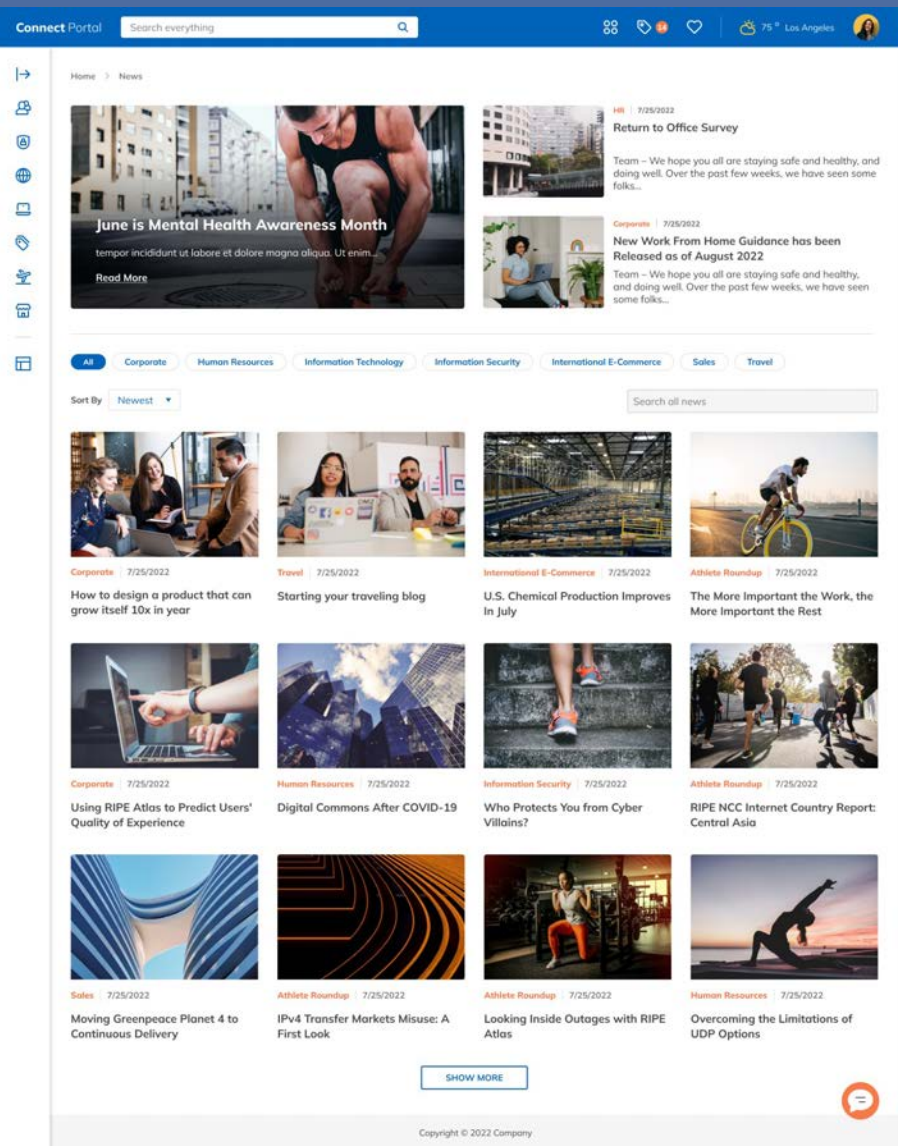 Connect Portal
Search everything
14
75 ° Los Angeles
Home > News
June is Mental Health Awareness Month
tempor incididunt ut labore et dolore magna aliqua. Ut enim...
Read More
HR | 7/25/2022
Return to Office Survey
Team – We hope you all are staying safe and healthy, and
doing well. Over the past few weeks, we have seen some
folks...
Corporate | 7/25/2022
New Work From Home Guidance has been
Released as of August 2022
Team – We hope you all are staying safe and healthy,
and doing well. Over the past few weeks, we have seen
some folks...
All
Corporate
Human Resources
Information Technology
Information Security
International E-Commerce
Sales
Travel
Sort By Newest
Search all news
Corporate | 7/25/2022
How to design a product that can
grow itself 10x in year
Travel | 7/25/2022
Starting your traveling blog
International E-Commerce | 7/25/2022
U.S. Chemical Production Improves
In July
Athlete Roundup | 7/25/2022
The More Important the Work, the
More Important the Rest
Corporate | 7/25/2022
Using RIPE Atlas to Predict Users'
Quality of Experience
Human Resources | 7/25/2022
Digital Commons After COVID-19
Information Security | 7/25/2022
Who Protects You from Cyber
Villains?
Athlete Roundup | 7/25/2022
RIPE NCC Internet Country Report:
Central Asia
Sales | 7/25/2022
Moving Greenpeace Planet 4 to
Continuous Delivery
Athlete Roundup | 7/25/2022
IPv4 Transfer Markets Misuse: A
First Look
Athlete Roundup | 7/25/2022
Looking Inside Outages with RIPE
Atlas
Human Resources | 7/25/2022
Overcoming the Limitations of
UDP Options
SHOW MORE
Copyright © 2022 Company